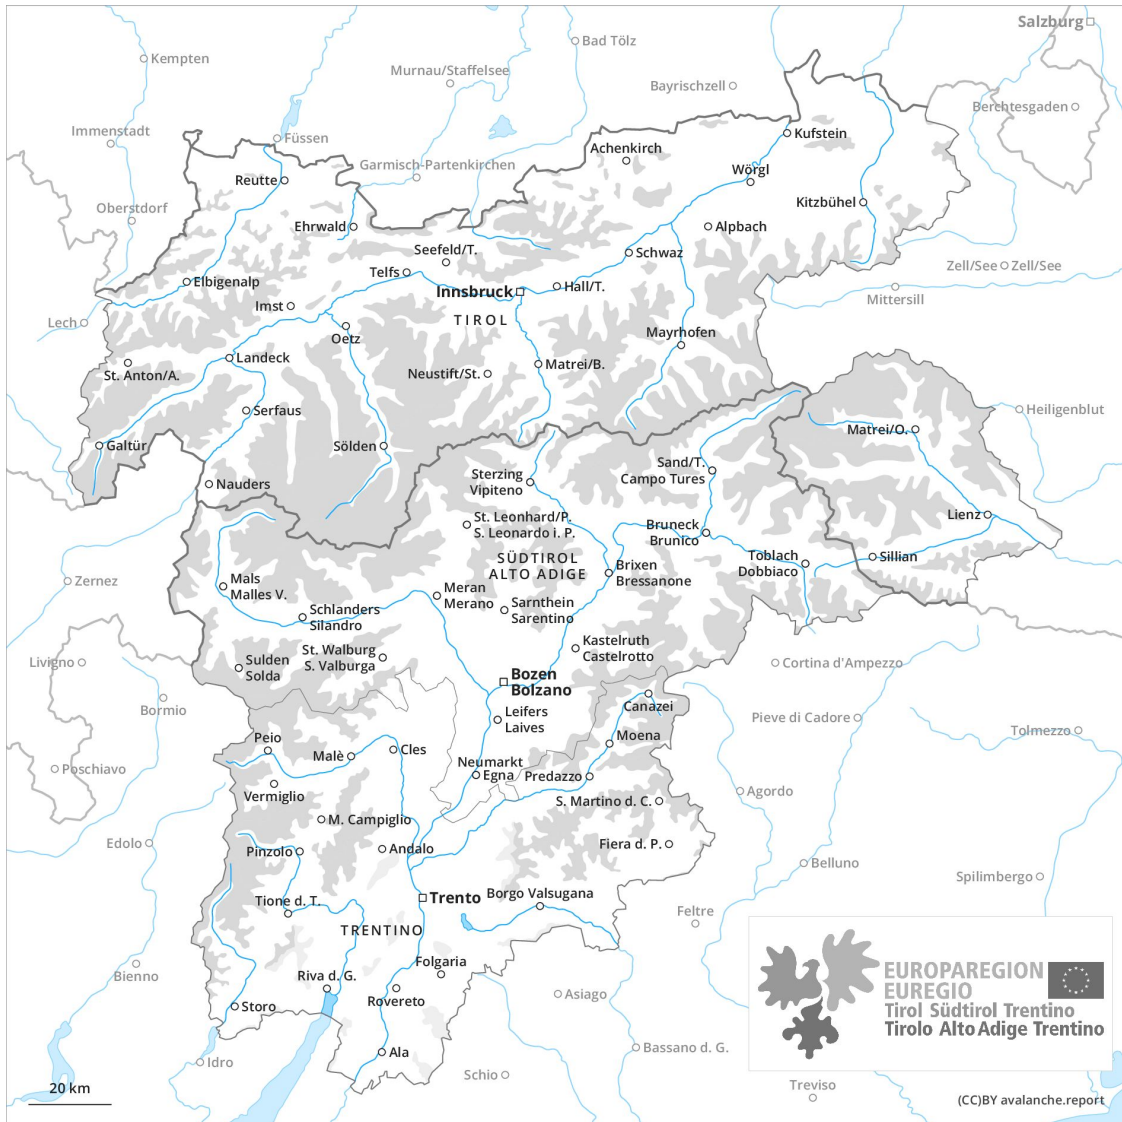 Salzburg
Bad Tölz
Kempten
Murnau/Staffelsee
Bayrischzell
Berchtesgaden
Immenstadt
Füssen
Kufstein
Achenkirch
Garmisch-Partenkirchen
Wörgl
Reutte
Oberstdorf
Kitzbühel
Ehrwald
Alpbach
Seefeld/T.
Schwaz
Telfs
Zell/See
Zell/See
Elbigenalp
Innsbruck
Hall/T.
Mittersill
Imst
TIROL
Lech
Oetz
Mayrhofen
Landeck
St. Anton/A.
Neustift/St.
Matrei/B.
Serfaus
Heiligenblut
Matrei/O.
Galtür
Sölden
Sterzing
Vipiteno
Sand/T.
Campo Tures
Nauders
St. Leonhard/P.
S. Leonardo i. P.
Lienz
Bruneck
Brunico
SÜDTIROL
ALTO ADIGE
Toblach
Dobbiaco
Sillian
Brixen
Bressanone
Zernez
Mals
Malles V.
Meran
Merano
Sarnthein
Sarentino
Schlanders
Silandro
Kastelruth
Castelrotto
St. Walburg
S. Valburga
Livigno
Sulden
Solda
Cortina d'Ampezzo
Bozen
Bolzano
Bormio
Canazei
Leifers
Laives
Pieve di Cadore
Tolmezzo
Peio
Moena
Malè
Cles
Neumarkt
Egna
Predazzo
Poschiavo
Vermiglio
Agordo
S. Martino d. C.
M. Campiglio
Edolo
Pinzolo
Andalo
Fiera d. P.
Belluno
Spilimbergo
Tione d. T.
Trento
Borgo Valsugana
Feltre
TRENTINO
Folgaria
Bienno
Riva d. G.
Rovereto
Asiago
Storo
EUROPAREGION
EUREGIO
Tirol Südtirol Trentino
Tirolo Alto Adige Trentino
Idro
Ala
Bassano d. G.
Schio
Treviso
20 km
(CC)BY avalanche.report